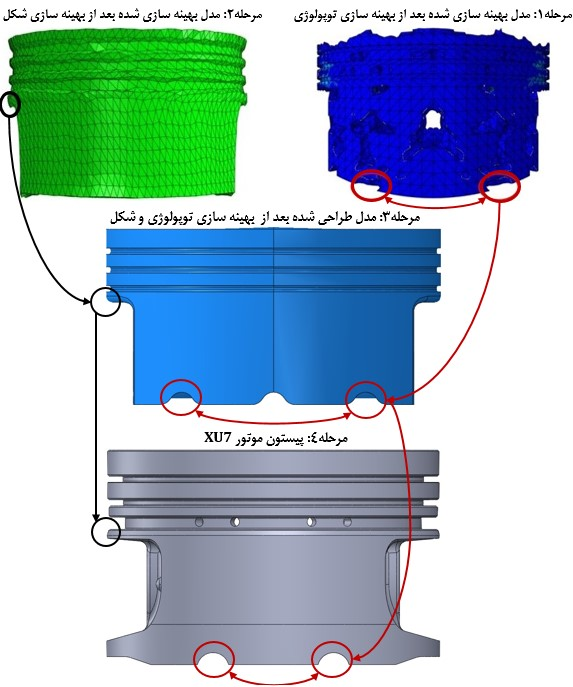 مرحله۱: مدل بهینه سازی شده بعد از بهینه سازی توپولوژی
مرحله۲: مدل بهینه سازی شده بعد از بهینه سازی شکل
مرحله۳: مدل طراحی شده بعد از بهینه سازی توپولوژی و شکل
مرحله٤: پیستون موتور XU7